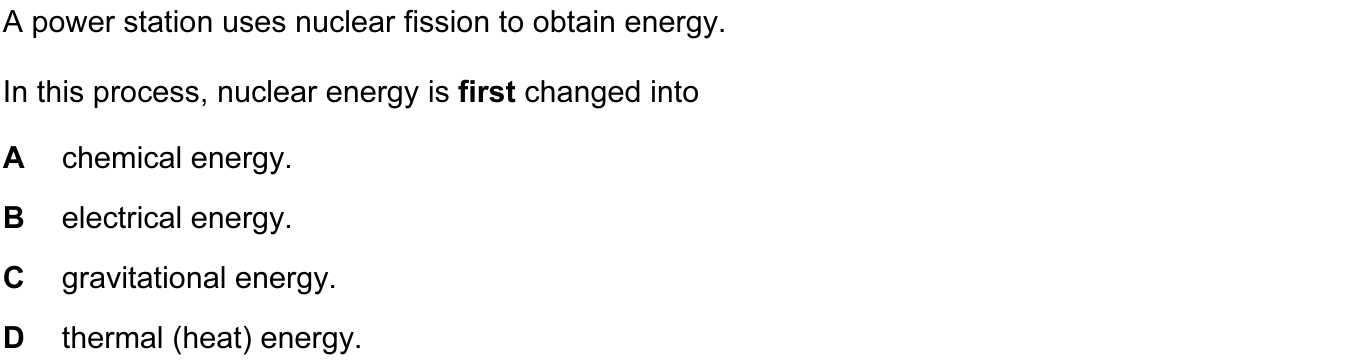 A power station uses nuclear fission to obtain energy.
In this process, nuclear energy is first changed into
A chemical energy.
B electrical energy.
C gravitational energy.
D thermal (heat) energy.